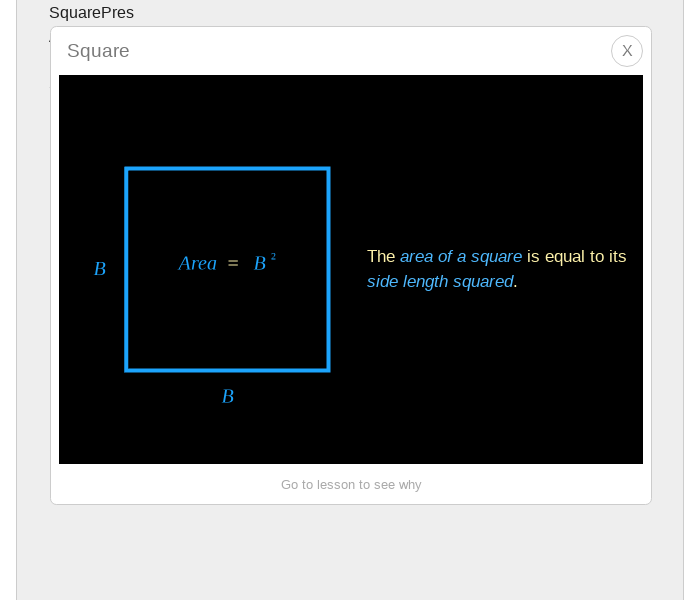 SquarePres
Square
X
B
Area = B²
B
The area of a square is equal to its
side length squared.
Go to lesson to see why